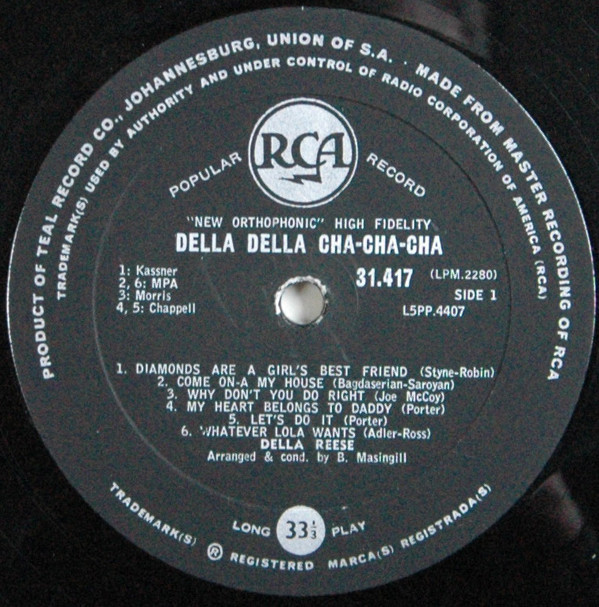 PRODUCT OF TEAL RECORD CO., JOHANNESBURG, UNION OF S.A. · MADE FROM MASTER RECORDING OF RCA
TRADEMARK(S) USED BY AUTHORITY AND UNDER CONTROL OF RADIO CORPORATION OF AMERICA (RCA)
POPULAR RCA RECORD
"NEW ORTHOPHONIC" HIGH FIDELITY
DELLA DELLA CHA-CHA-CHA
1: Kassner
2, 6: MPA
3: Morris
4, 5: Chappell
31.417 (LPM.2280)
SIDE 1
L5PP.4407
1. DIAMONDS ARE A GIRL'S BEST FRIEND (Styne-Robin)
2. COME ON-A MY HOUSE (Bagdaserian-Saroyan)
3. WHY DON'T YOU DO RIGHT (Joe McCoy)
4. MY HEART BELONGS TO DADDY (Porter)
5. LET'S DO IT (Porter)
6. WHATEVER LOLA WANTS (Adler-Ross)
DELLA REESE
Arranged & cond. by B. Masingill
LONG 33⅓ PLAY
TRADEMARK(S) ® REGISTERED MARCA(S) REGISTRADA(S)